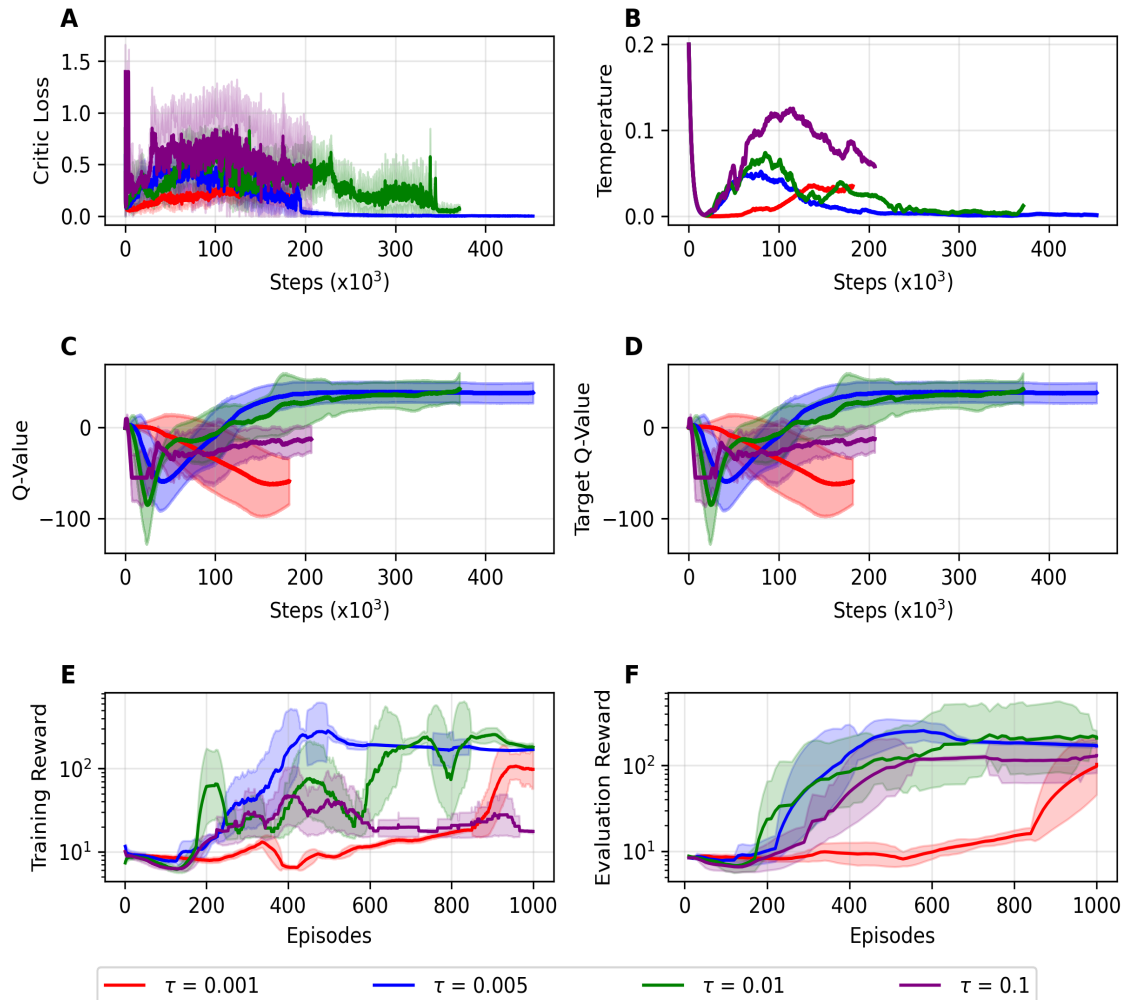 A
B
Critic Loss
1.5
1.0
0.5
0.0
0 100 200 300 400
Steps (x10³)
Temperature
0.2
0.1
0.0
0 100 200 300 400
Steps (x10³)
C
D
Q-Value
0
−100
0 100 200 300 400
Steps (x10³)
Target Q-Value
0
−100
0 100 200 300 400
Steps (x10³)
E
F
Training Reward
10²
10¹
0 200 400 600 800 1000
Episodes
Evaluation Reward
10²
10¹
0 200 400 600 800 1000
Episodes
τ = 0.001 τ = 0.005 τ = 0.01 τ = 0.1